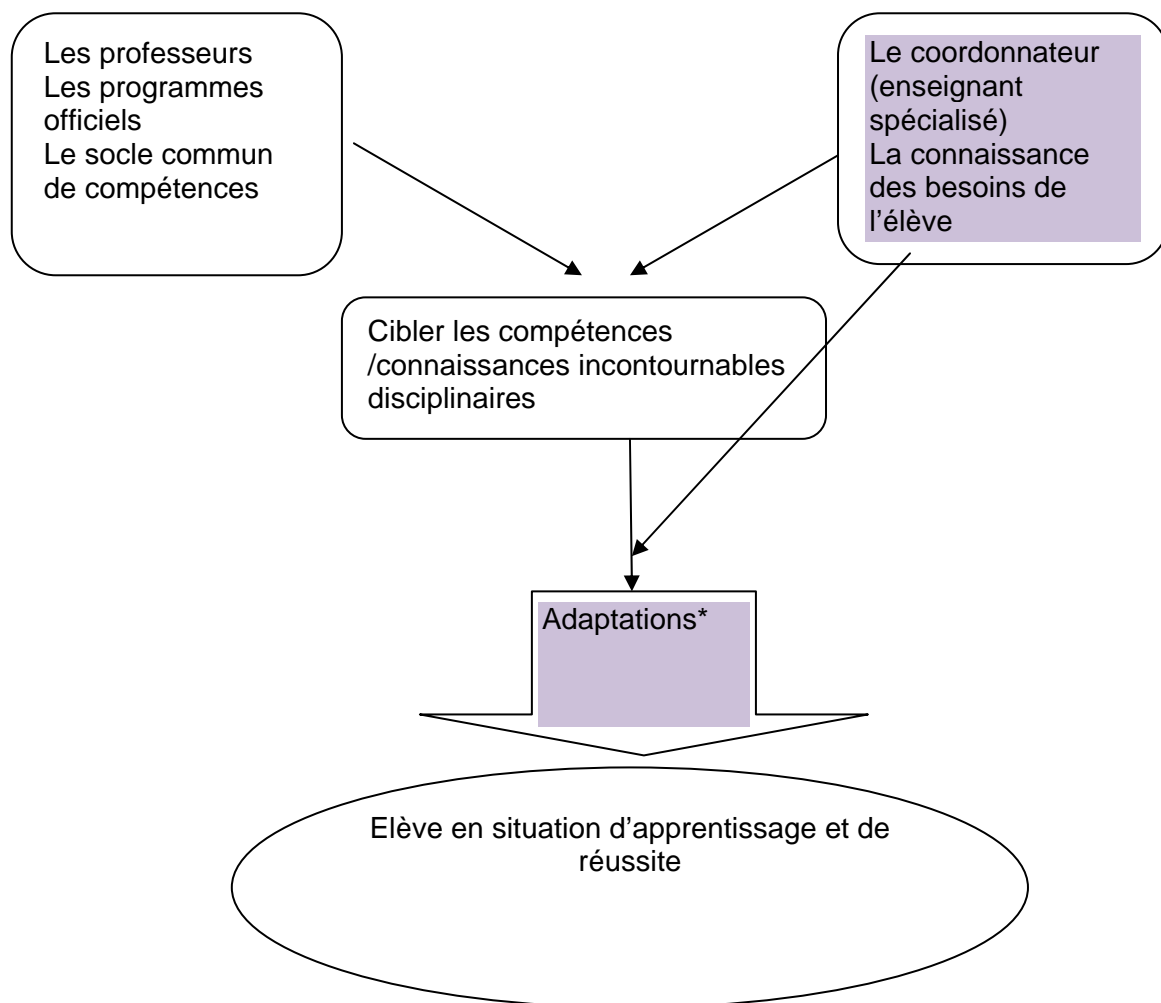 Les professeurs
Les programmes
officiels
Le socle commun
de compétences
Le coordonnateur
(enseignant
spécialisé)
La connaissance
des besoins de
l’élève
Cibler les compétences
/connaissances incontournables
disciplinaires
Adaptations*
Elève en situation d’apprentissage et de
réussite